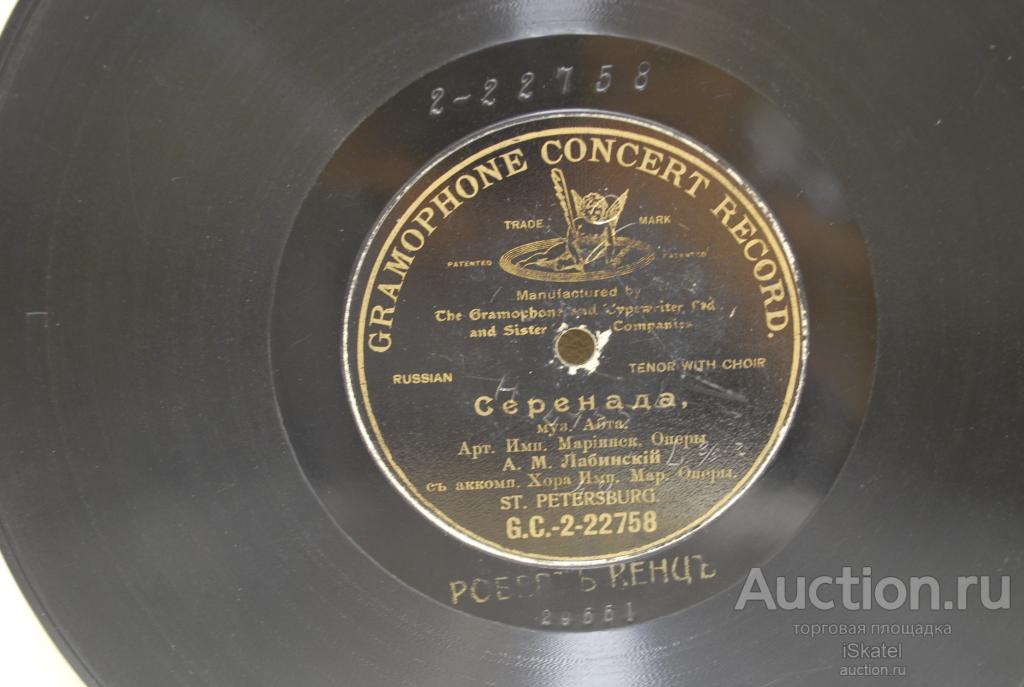 2-22758
GRAMOPHONE CONCERT RECORD.
TRADE MARK
PATENTED PATENTED
Manufactured by
The Gramophone and Typewriter Ltd
and Sister Companies
RUSSIAN TENOR WITH CHOIR
Серенада,
муз. Абта.
Арт. Имп. Маріинск. Оперы
А. М. Лабинскій
съ аккомп. Хора Имп. Мар. Оперы.
ST. PETERSBURG.
G.C.-2-22758
КЕНЦЪ
Auction.ru
торговая площадка
iSkatel
auction.ru